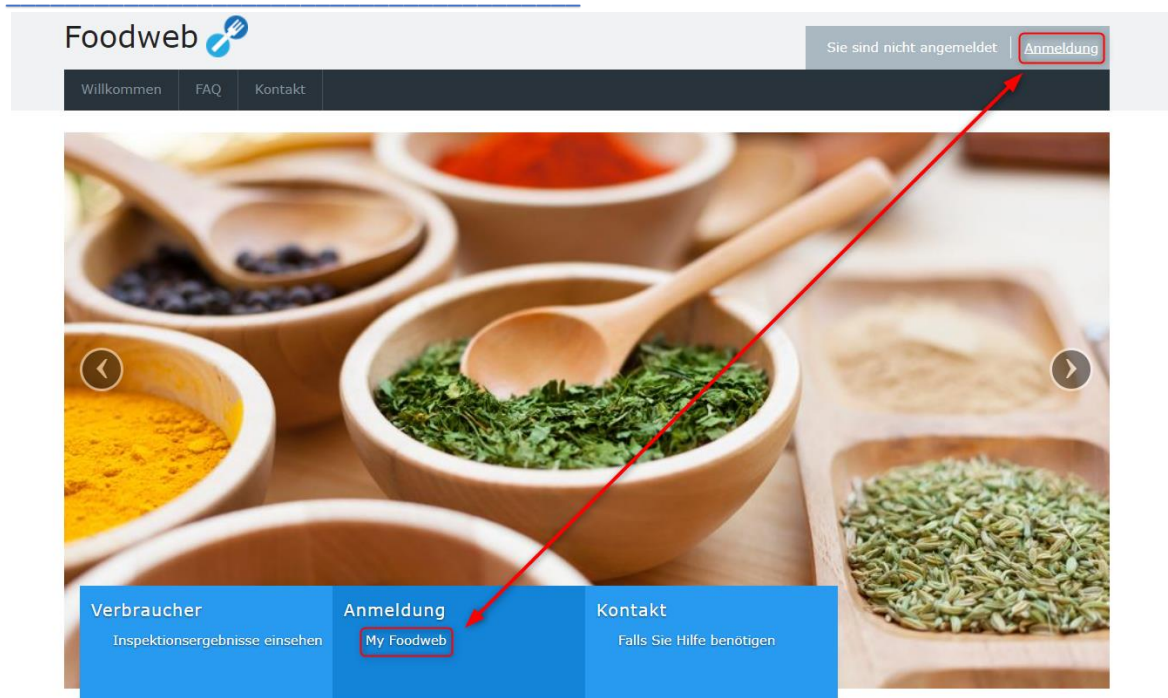 Foodweb
Sie sind nicht angemeldet Anmeldung
Willkommen FAQ Kontakt
Verbraucher
Inspektionsergebnisse einsehen
Anmeldung
My Foodweb
Kontakt
Falls Sie Hilfe benötigen